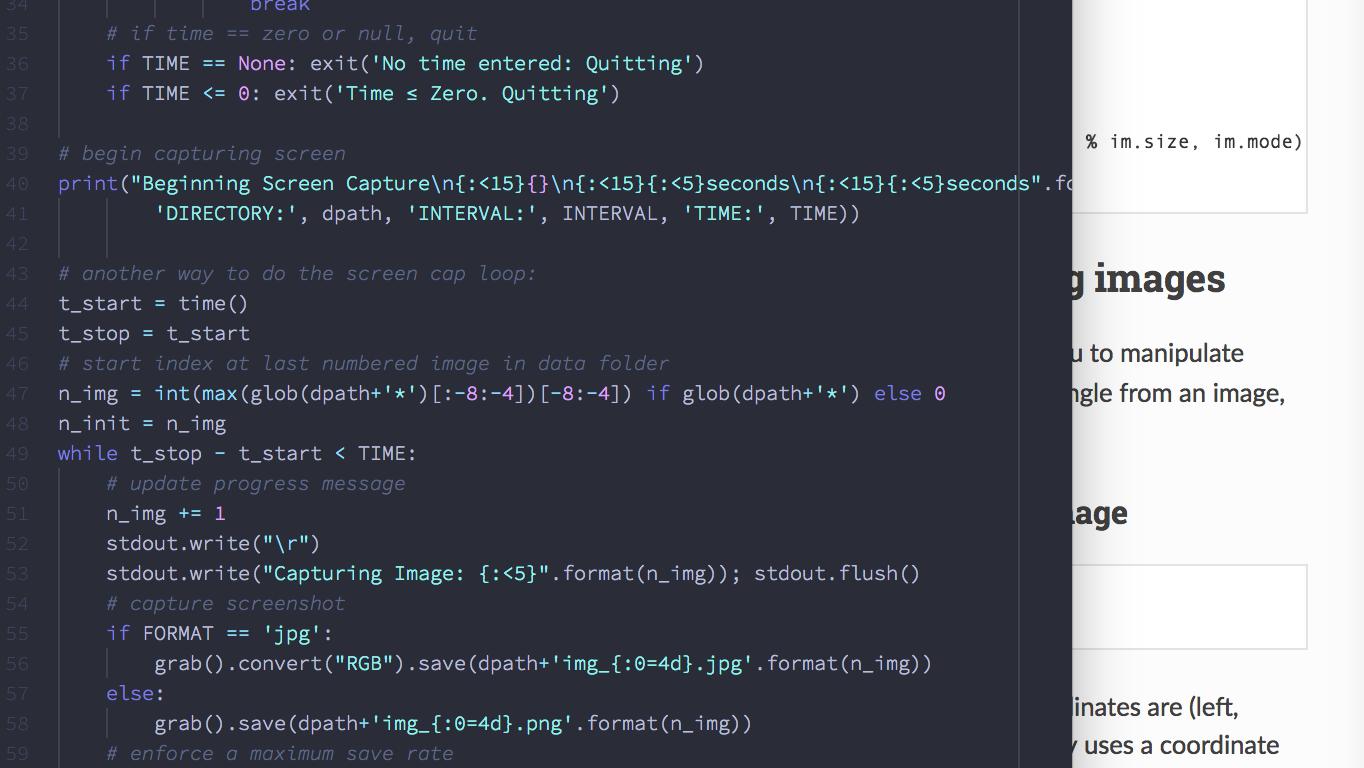 34 break
35 # if time == zero or null, quit
36 if TIME == None: exit('No time entered: Quitting')
37 if TIME <= 0: exit('Time ≤ Zero. Quitting')
38
39 # begin capturing screen
40 print("Beginning Screen Capture\n{:<15}{}\n{:<15}{:<5}seconds\n{:<15}{:<5}seconds".fo
41 'DIRECTORY:', dpath, 'INTERVAL:', INTERVAL, 'TIME:', TIME))
42
43 # another way to do the screen cap loop:
44 t_start = time()
45 t_stop = t_start
46 # start index at last numbered image in data folder
47 n_img = int(max(glob(dpath+'*')[:-8:-4])[-8:-4]) if glob(dpath+'*') else 0
48 n_init = n_img
49 while t_stop - t_start < TIME:
50 # update progress message
51 n_img += 1
52 stdout.write("\r")
53 stdout.write("Capturing Image: {:<5}".format(n_img)); stdout.flush()
54 # capture screenshot
55 if FORMAT == 'jpg':
56 grab().convert("RGB").save(dpath+'img_{:0=4d}.jpg'.format(n_img))
57 else:
58 grab().save(dpath+'img_{:0=4d}.png'.format(n_img))
59 # enforce a maximum save rate
% im.size, im.mode)
g images
u to manipulate
ngle from an image,
age
inates are (left,
y uses a coordinate